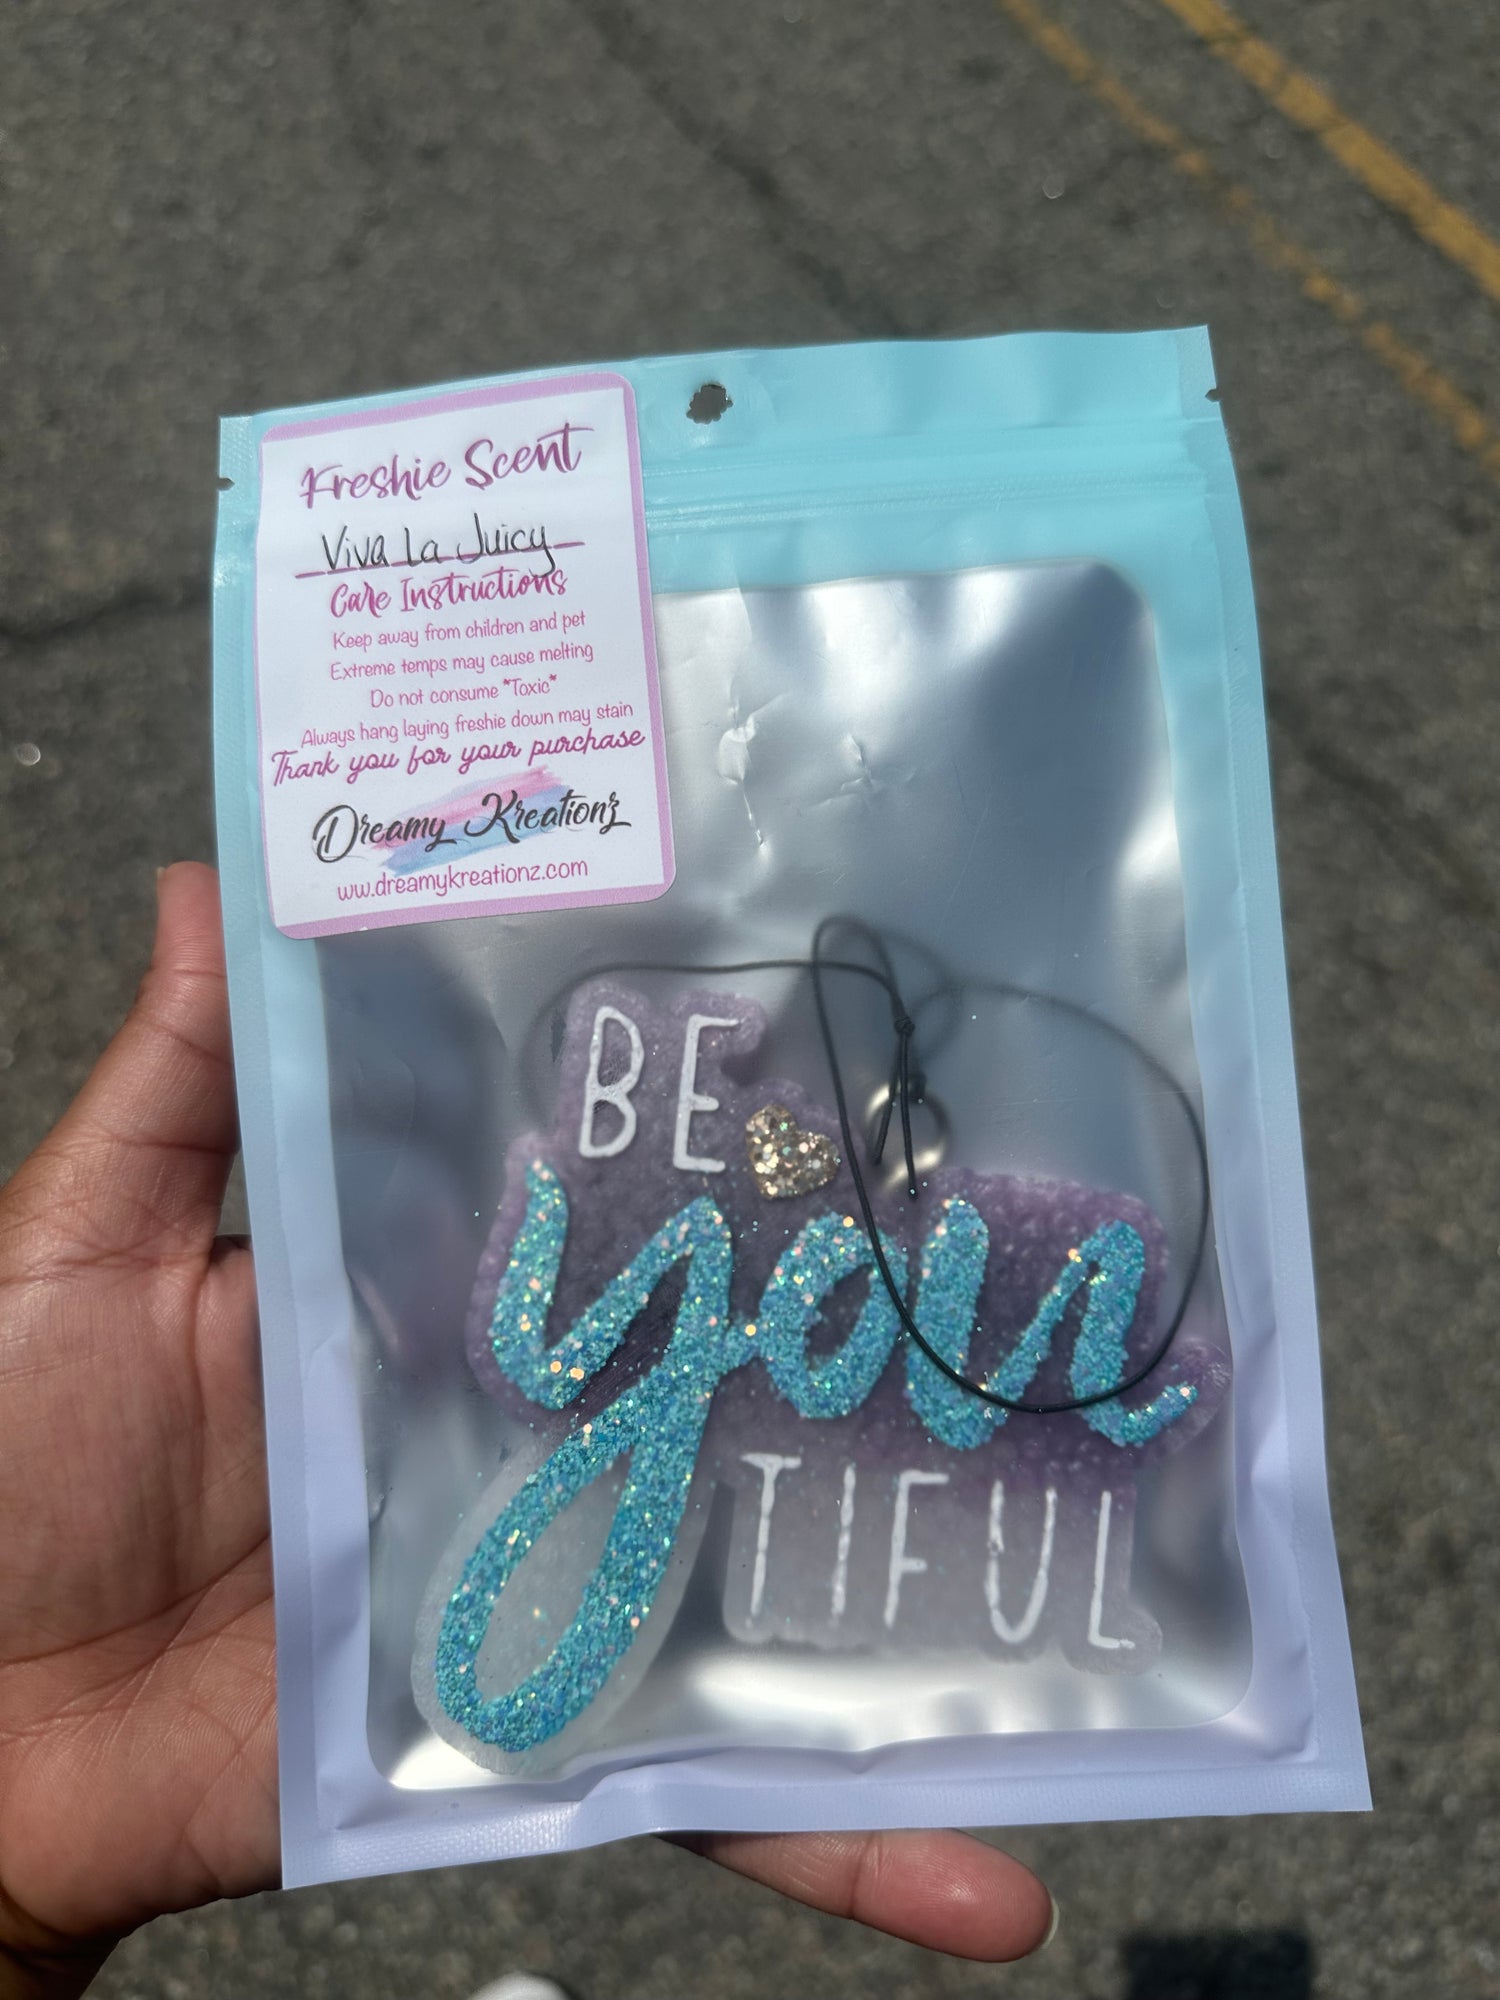 Freshie Scent
Viva La Juicy
Care Instructions
Keep away from children and pet
Extreme temps may cause melting
Do not consume *Toxic*
Always hang laying freshie down may stain
Thank you for your purchase
Dreamy Kreationz
ww.dreamykreationz.com
BE
you
TIFUL